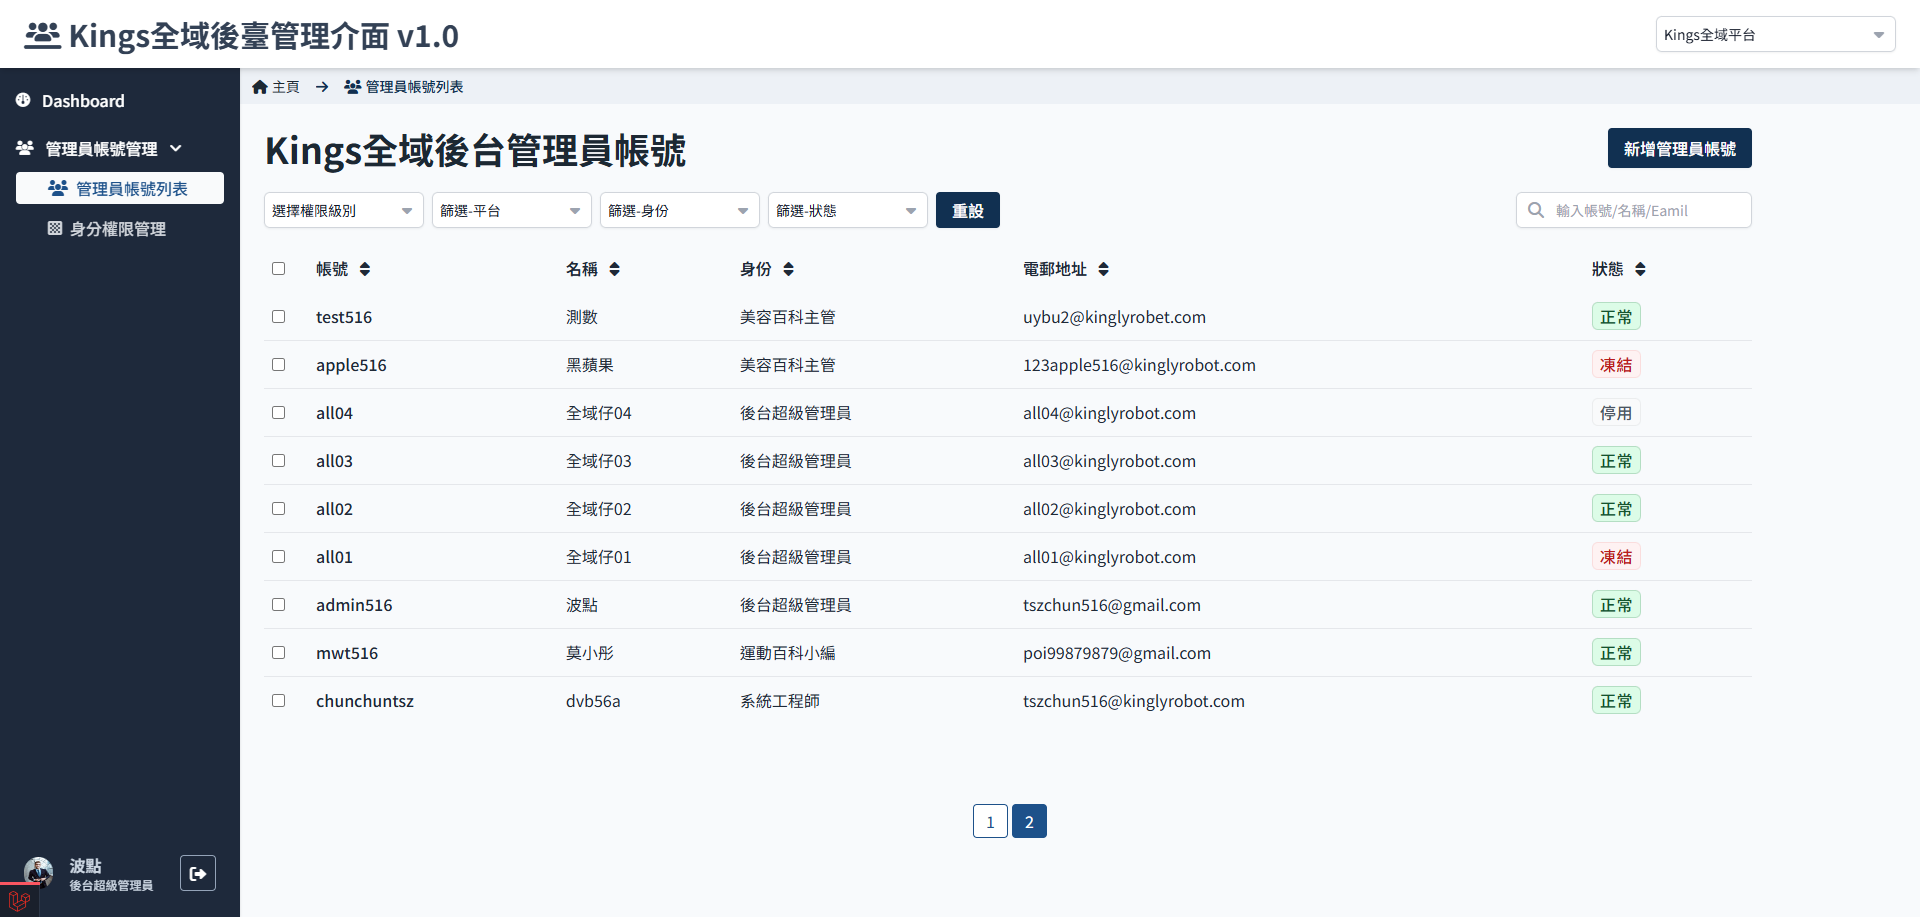 Kings全域後臺管理介面 v1.0
Kings全域平台
Dashboard
管理員帳號管理
管理員帳號列表
身分權限管理
主頁 → 管理員帳號列表
Kings全域後台管理員帳號
新增管理員帳號
選擇權限級別 篩選-平台 篩選-身份 篩選-狀態 重設 輸入帳號/名稱/Eamil
帳號 名稱 身份 電郵地址 狀態
test516 測數 美容百科主管 uybu2@kinglyrobet.com 正常
apple516 黑蘋果 美容百科主管 123apple516@kinglyrobot.com 凍結
all04 全域仔04 後台超級管理員 all04@kinglyrobot.com 停用
all03 全域仔03 後台超級管理員 all03@kinglyrobot.com 正常
all02 全域仔02 後台超級管理員 all02@kinglyrobot.com 正常
all01 全域仔01 後台超級管理員 all01@kinglyrobot.com 凍結
admin516 波點 後台超級管理員 tszchun516@gmail.com 正常
mwt516 莫小彤 運動百科小編 poi99879879@gmail.com 正常
chunchuntsz dvb56a 系統工程師 tszchun516@kinglyrobot.com 正常
1 2
波點
後台超級管理員